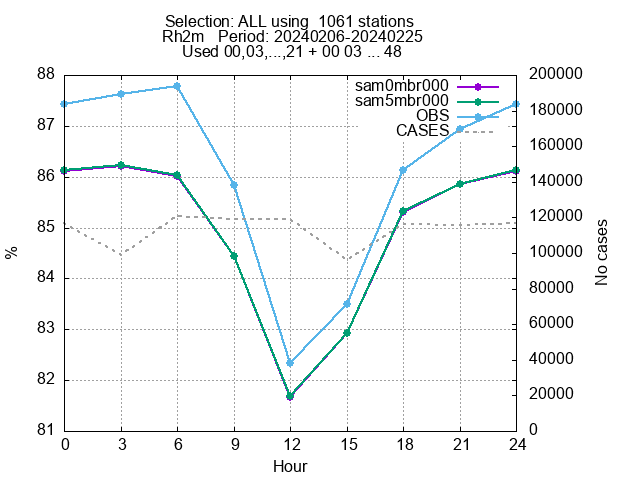 Selection: ALL using  1061 stations
Rh2m   Period: 20240206-20240225
Used 00,03,...,21 + 00 03 ... 48
88 200000
sam0mbr000
sam5mbr000
OBS
CASES
180000
87
160000
86
140000
120000
85
% No cases
100000
84
80000
83
60000
40000
82
20000
81 0
0 3 6 9 12 15 18 21 24
Hour